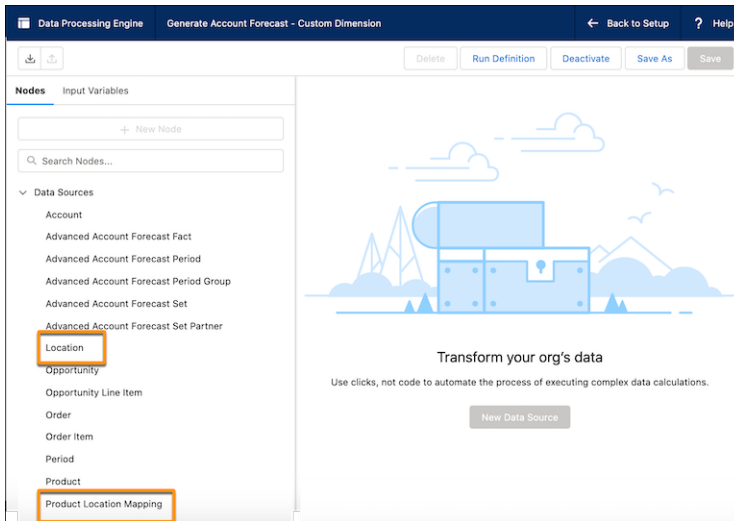 Data Processing Engine
Generate Account Forecast - Custom Dimension
Back to Setup
? Help
Delete
Run Definition
Deactivate
Save As
Save
Nodes
Input Variables
+ New Node
Search Nodes...
Data Sources
Account
Advanced Account Forecast Fact
Advanced Account Forecast Period
Advanced Account Forecast Period Group
Advanced Account Forecast Set
Advanced Account Forecast Set Partner
Location
Opportunity
Opportunity Line Item
Order
Order Item
Period
Product
Product Location Mapping
Transform your org's data
Use clicks, not code to automate the process of executing complex data calculations.
New Data Source